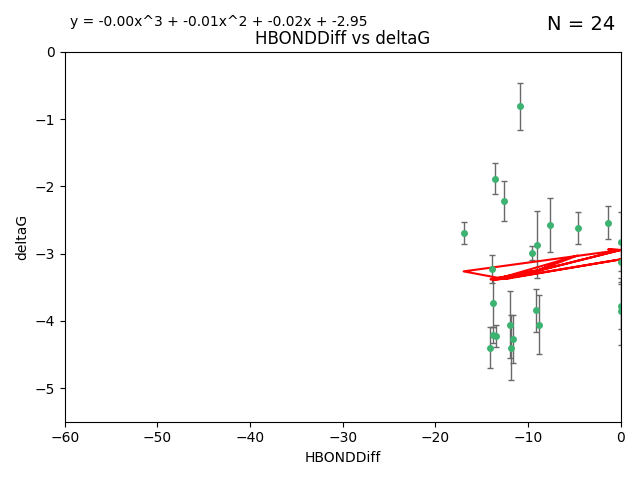 y = -0.00x^3 + -0.01x^2 + -0.02x + -2.95
N = 24
HBONDDiff vs deltaG
0
−1
−2
−3
−4
−5
deltaG
−60 −50 −40 −30 −20 −10 0
HBONDDiff